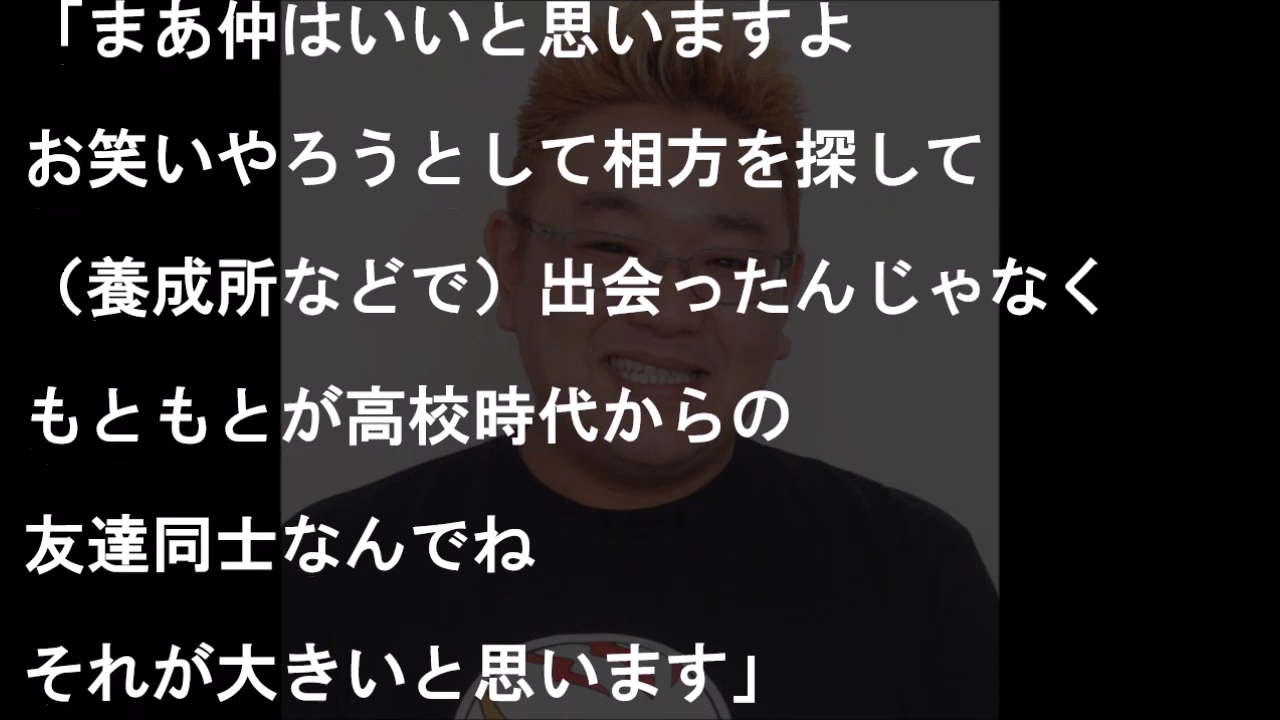 「まあ仲はいいと思いますよ
お笑いやろうとして相方を探して
（養成所などで）出会ったんじゃなく
もともとが高校時代からの
友達同士なんでね
それが大きいと思います」